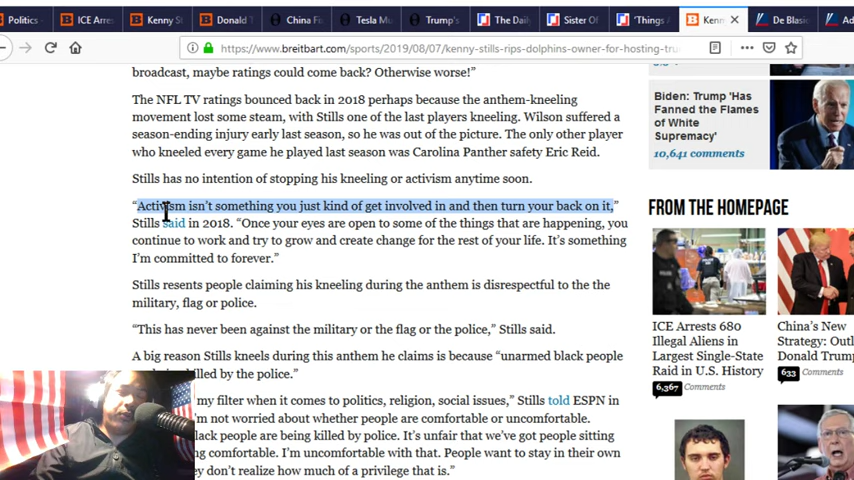 Politics -
ICE Arre
Kenny St
Donald T
China Fi
Tesla Mu
Trump's
The Daily
Sister Of
'Things A
Kenn
De Blasio
Ad
https://www.breitbart.com/sports/2019/08/07/kenny-stills-rips-dolphins-owner-for-hosting-tru
broadcast, maybe ratings could come back? Otherwise worse!"
The NFL TV ratings bounced back in 2018 perhaps because the anthem-kneeling
movement lost some steam, with Stills one of the last players kneeling. Wilson suffered a
season-ending injury early last season, so he was out of the picture. The only other player
who kneeled every game he played last season was Carolina Panther safety Eric Reid.
Stills has no intention of stopping his kneeling or activism anytime soon.
“Activism isn’t something you just kind of get involved in and then turn your back on it,”
Stills said in 2018. “Once your eyes are open to some of the things that are happening, you
continue to work and try to grow and create change for the rest of your life. It’s something
I’m committed to forever.”
Stills resents people claiming his kneeling during the anthem is disrespectful to the the
military, flag or police.
“This has never been against the military or the flag or the police,” Stills said.
A big reason Stills kneels during this anthem he claims is because “unarmed black people
killed by the police.”
my filter when it comes to politics, religion, social issues,” Stills told ESPN in
’m not worried about whether people are comfortable or uncomfortable.
lack people are being killed by police. It’s unfair that we’ve got people sitting
ng comfortable. I’m uncomfortable with that. People want to stay in their own
ey don’t realize how much of a privilege that is.”
Biden: Trump 'Has
Fanned the Flames
of White
Supremacy'
10,641 comments
FROM THE HOMEPAGE
ICE Arrests 680
Illegal Aliens in
Largest Single-State
Raid in U.S. History
6,367 Comments
China's New
Strategy: Outl
Donald Trump
633 Comments